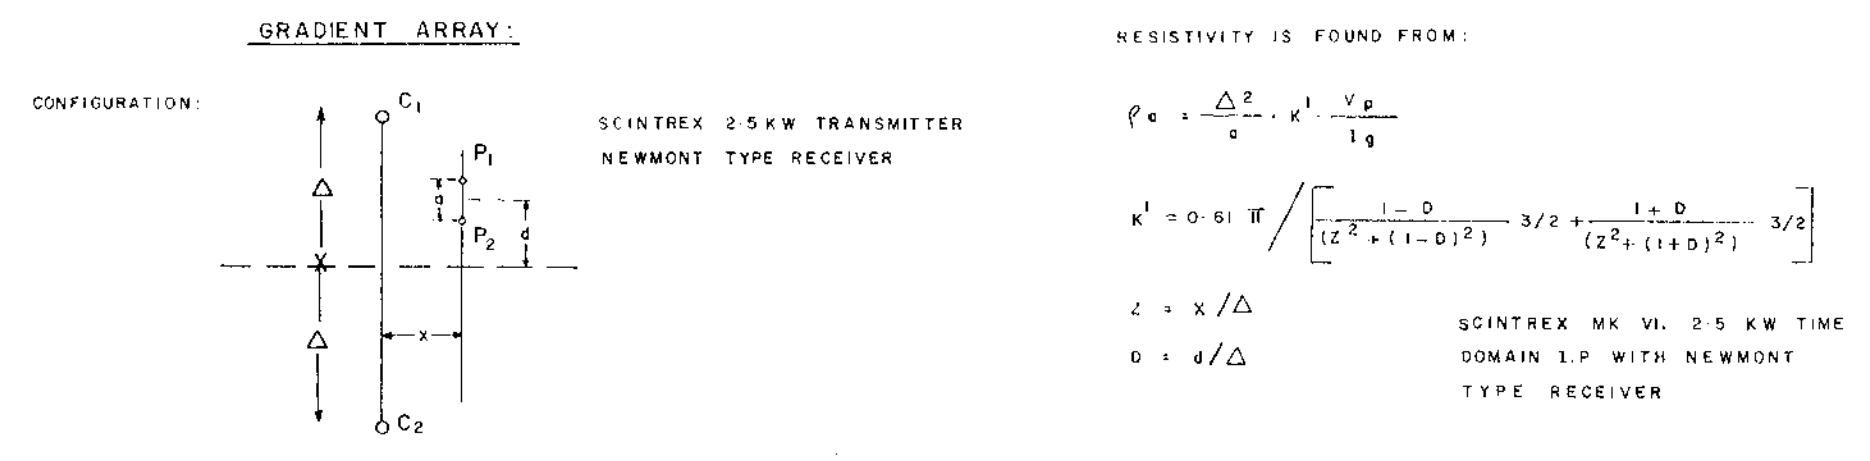 GRADIENT ARRAY:
CONFIGURATION:
C1
P1
Δ
a
P2
d
X
x
Δ
C2
SCINTREX 2·5 KW TRANSMITTER
NEWMONT TYPE RECEIVER
RESISTIVITY IS FOUND FROM:
ρa = Δ2/a · K' · Vp/Ig
K' = 0·61 π / [ 1 − D / (Z2 + (1−D)2) 3/2 + 1 + D / (Z2 + (1+D)2) 3/2 ]
Z = X/Δ
D = d/Δ
SCINTREX MK VI. 2·5 KW TIME
DOMAIN I.P WITH NEWMONT
TYPE RECEIVER